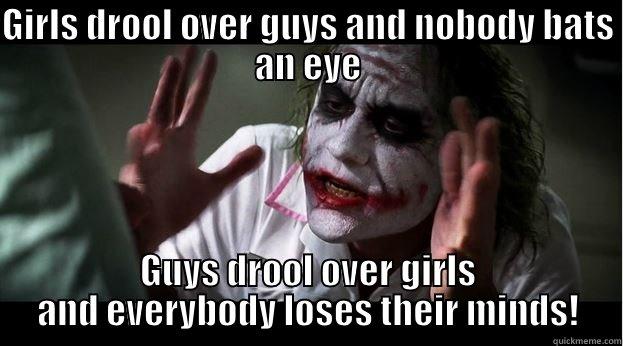 Girls drool over guys and nobody bats
an eye
Guys drool over girls
and everybody loses their minds!
quickmeme.com